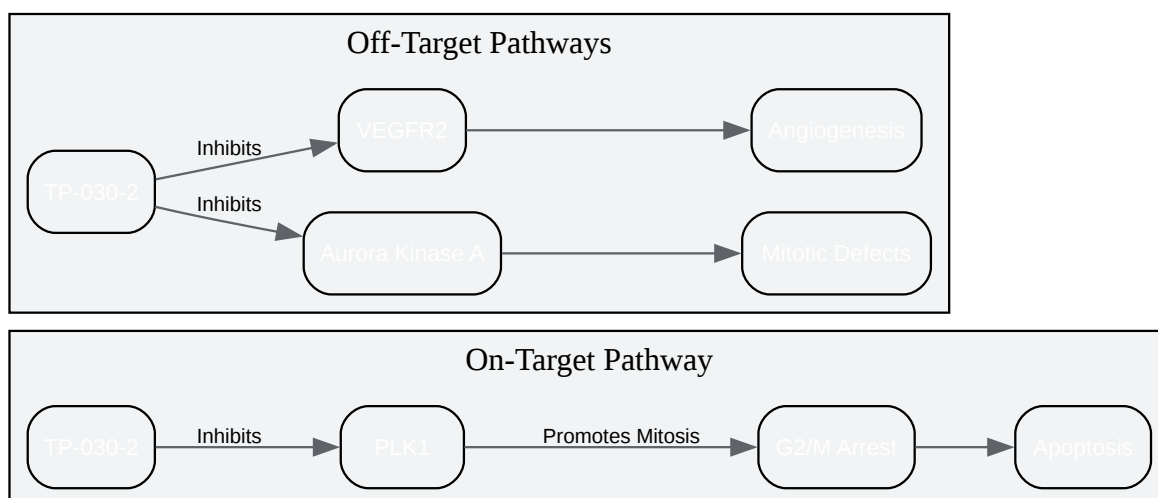 Off-Target Pathways
VEGFR2
Angiogenesis
Inhibits
TP-030-2
Inhibits
Aurora Kinase A
Mitotic Defects
On-Target Pathway
TP-030-2
Inhibits
PLK1
Promotes Mitosis
G2/M Arrest
Apoptosis